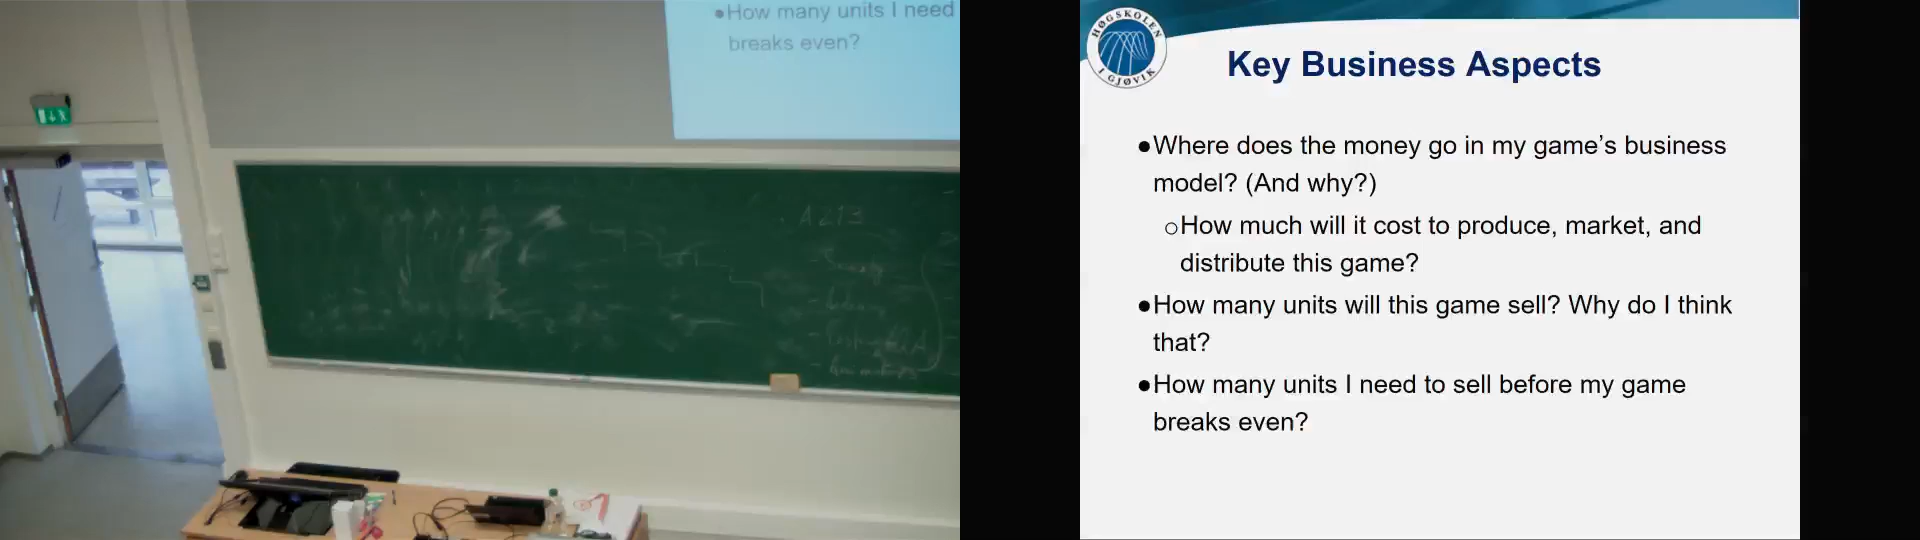 ●How many units I need
breaks even?
A213
HØGSKOLEN
I GJØVIK
Key Business Aspects
●Where does the money go in my game’s business
model? (And why?)
○How much will it cost to produce, market, and
distribute this game?
●How many units will this game sell? Why do I think
that?
●How many units I need to sell before my game
breaks even?